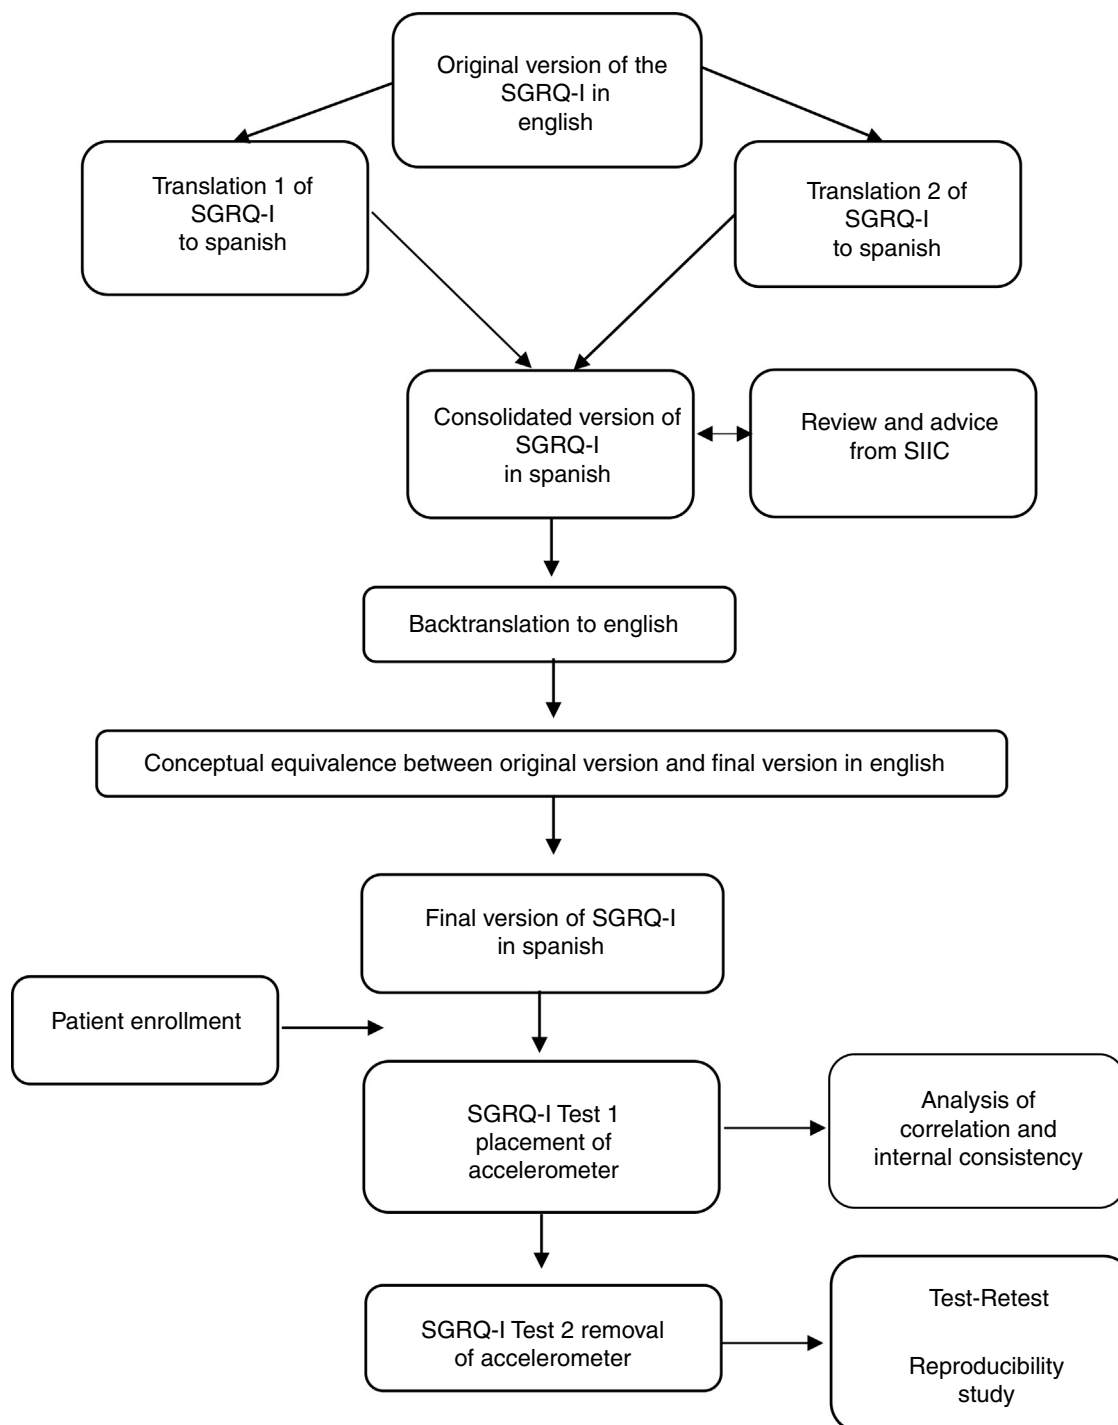 Original version of the
SGRQ-I in
english
Translation 1 of
SGRQ-I
to spanish
Translation 2 of
SGRQ-I
to spanish
Consolidated version of
SGRQ-I
in spanish
Review and advice
from SIIC
Backtranslation to english
Conceptual equivalence between original version and final version in english
Final version of SGRQ-I
in spanish
Patient enrollment
SGRQ-I Test 1
placement of
accelerometer
Analysis of
correlation and
internal consistency
SGRQ-I Test 2 removal
of accelerometer
Test-Retest
Reproducibility
study